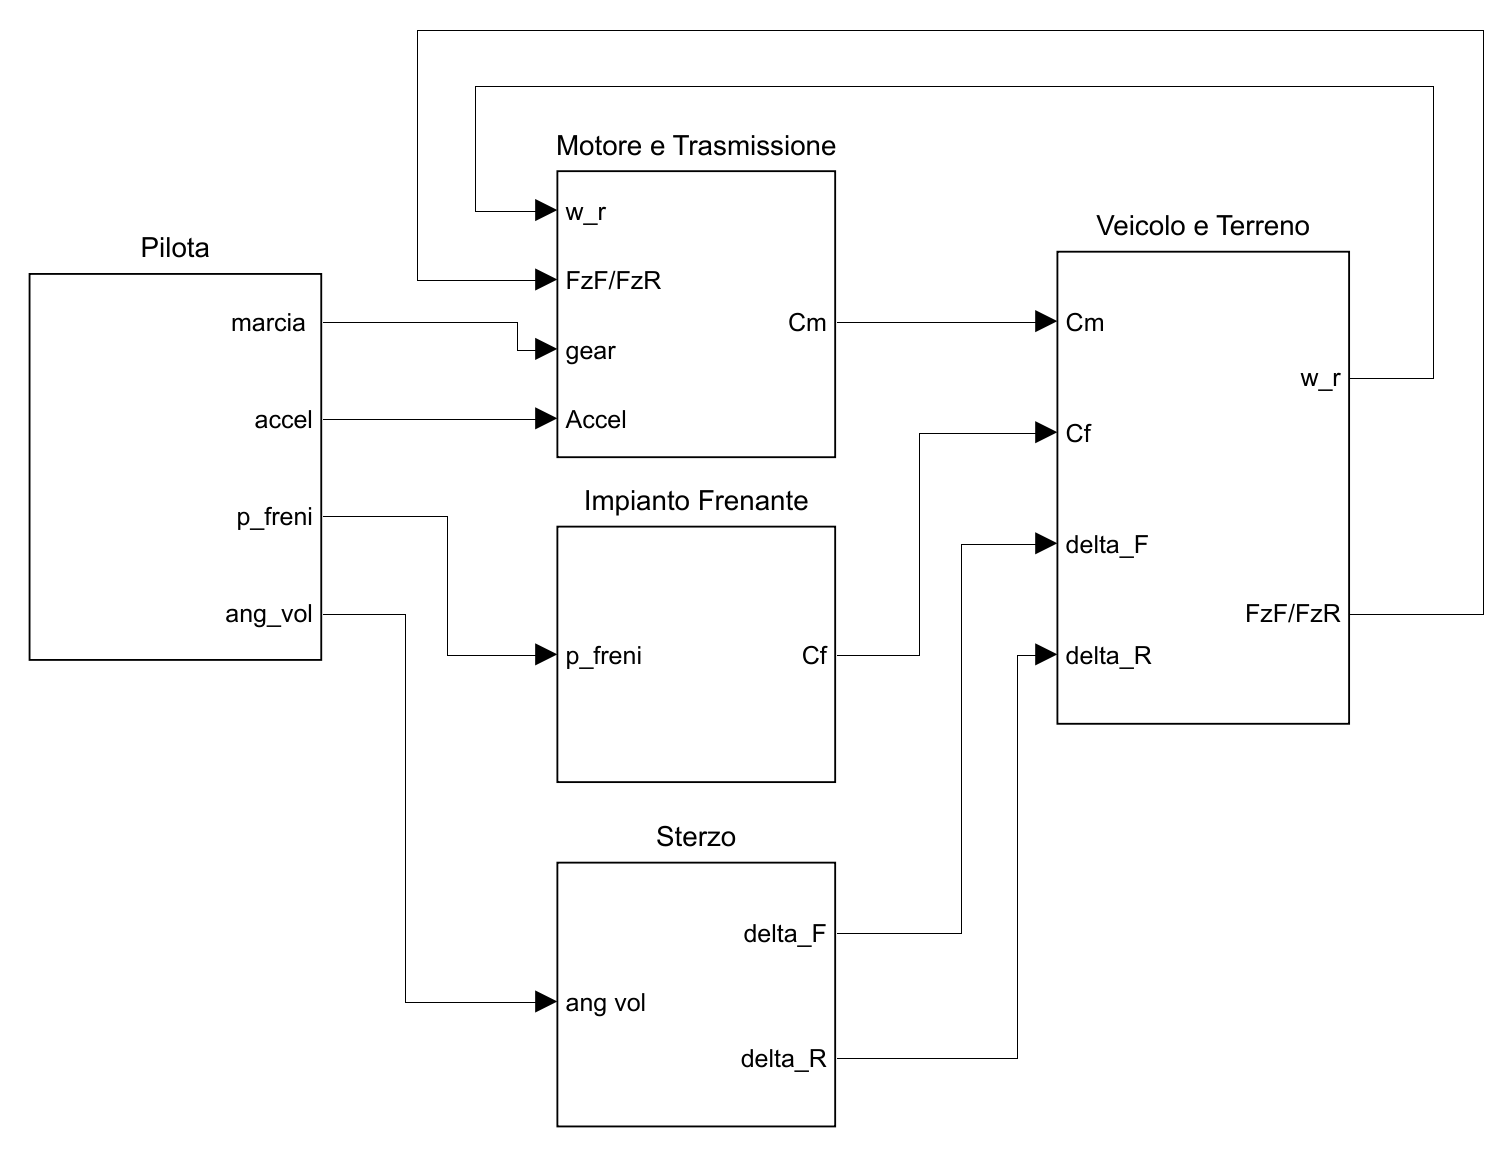 Pilota
marcia
accel
p_freni
ang_vol
Motore e Trasmissione
w_r
FzF/FzR
gear
Accel
Cm
Impianto Frenante
p_freni
Cf
Sterzo
ang vol
delta_F
delta_R
Veicolo e Terreno
Cm
Cf
delta_F
delta_R
w_r
FzF/FzR